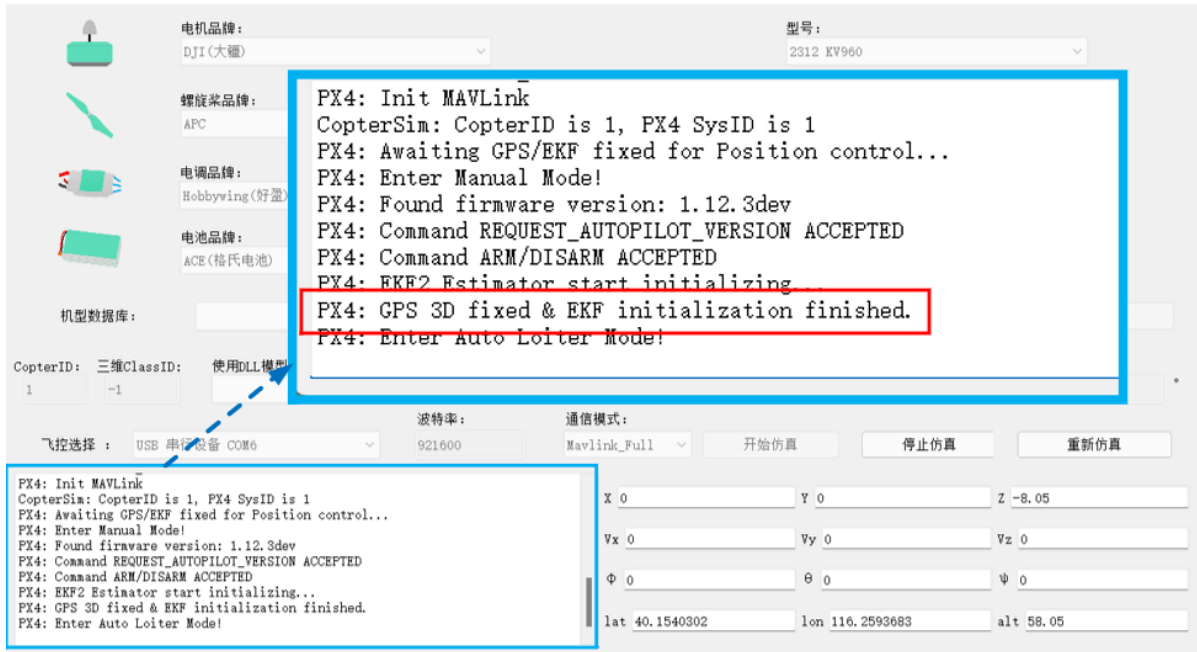 电机品牌：
型号：
DJI(大疆)
2312 KV960
螺旋桨品牌：
APC
电调品牌：
Hobbywing(好盈)
电池品牌：
ACE(格氏电池)
PX4: Init MAVLink
CopterSim: CopterID is 1, PX4 SysID is 1
PX4: Awaiting GPS/EKF fixed for Position control...
PX4: Enter Manual Mode!
PX4: Found firmware version: 1.12.3dev
PX4: Command REQUEST_AUTOPILOT_VERSION ACCEPTED
PX4: Command ARM/DISARM ACCEPTED
PX4: EKF2 Estimator start initializing...
PX4: GPS 3D fixed & EKF initialization finished.
PX4: Enter Auto Loiter Mode!
机型数据库：
CopterID: 三维ClassID: 使用DLL模型
1 -1
波特率： 通信模式：
飞控选择 ： USB 串行设备 COM6 921600 Mavlink_Full 开始仿真 停止仿真 重新仿真
PX4: Init MAVLink
CopterSim: CopterID is 1, PX4 SysID is 1
PX4: Awaiting GPS/EKF fixed for Position control...
PX4: Enter Manual Mode!
PX4: Found firmware version: 1.12.3dev
PX4: Command REQUEST_AUTOPILOT_VERSION ACCEPTED
PX4: Command ARM/DISARM ACCEPTED
PX4: EKF2 Estimator start initializing...
PX4: GPS 3D fixed & EKF initialization finished.
PX4: Enter Auto Loiter Mode!
X 0 Y 0 Z -8.05
Vx 0 Vy 0 Vz 0
Φ 0 θ 0 ψ 0
lat 40.1540302 lon 116.2593683 alt 58.05